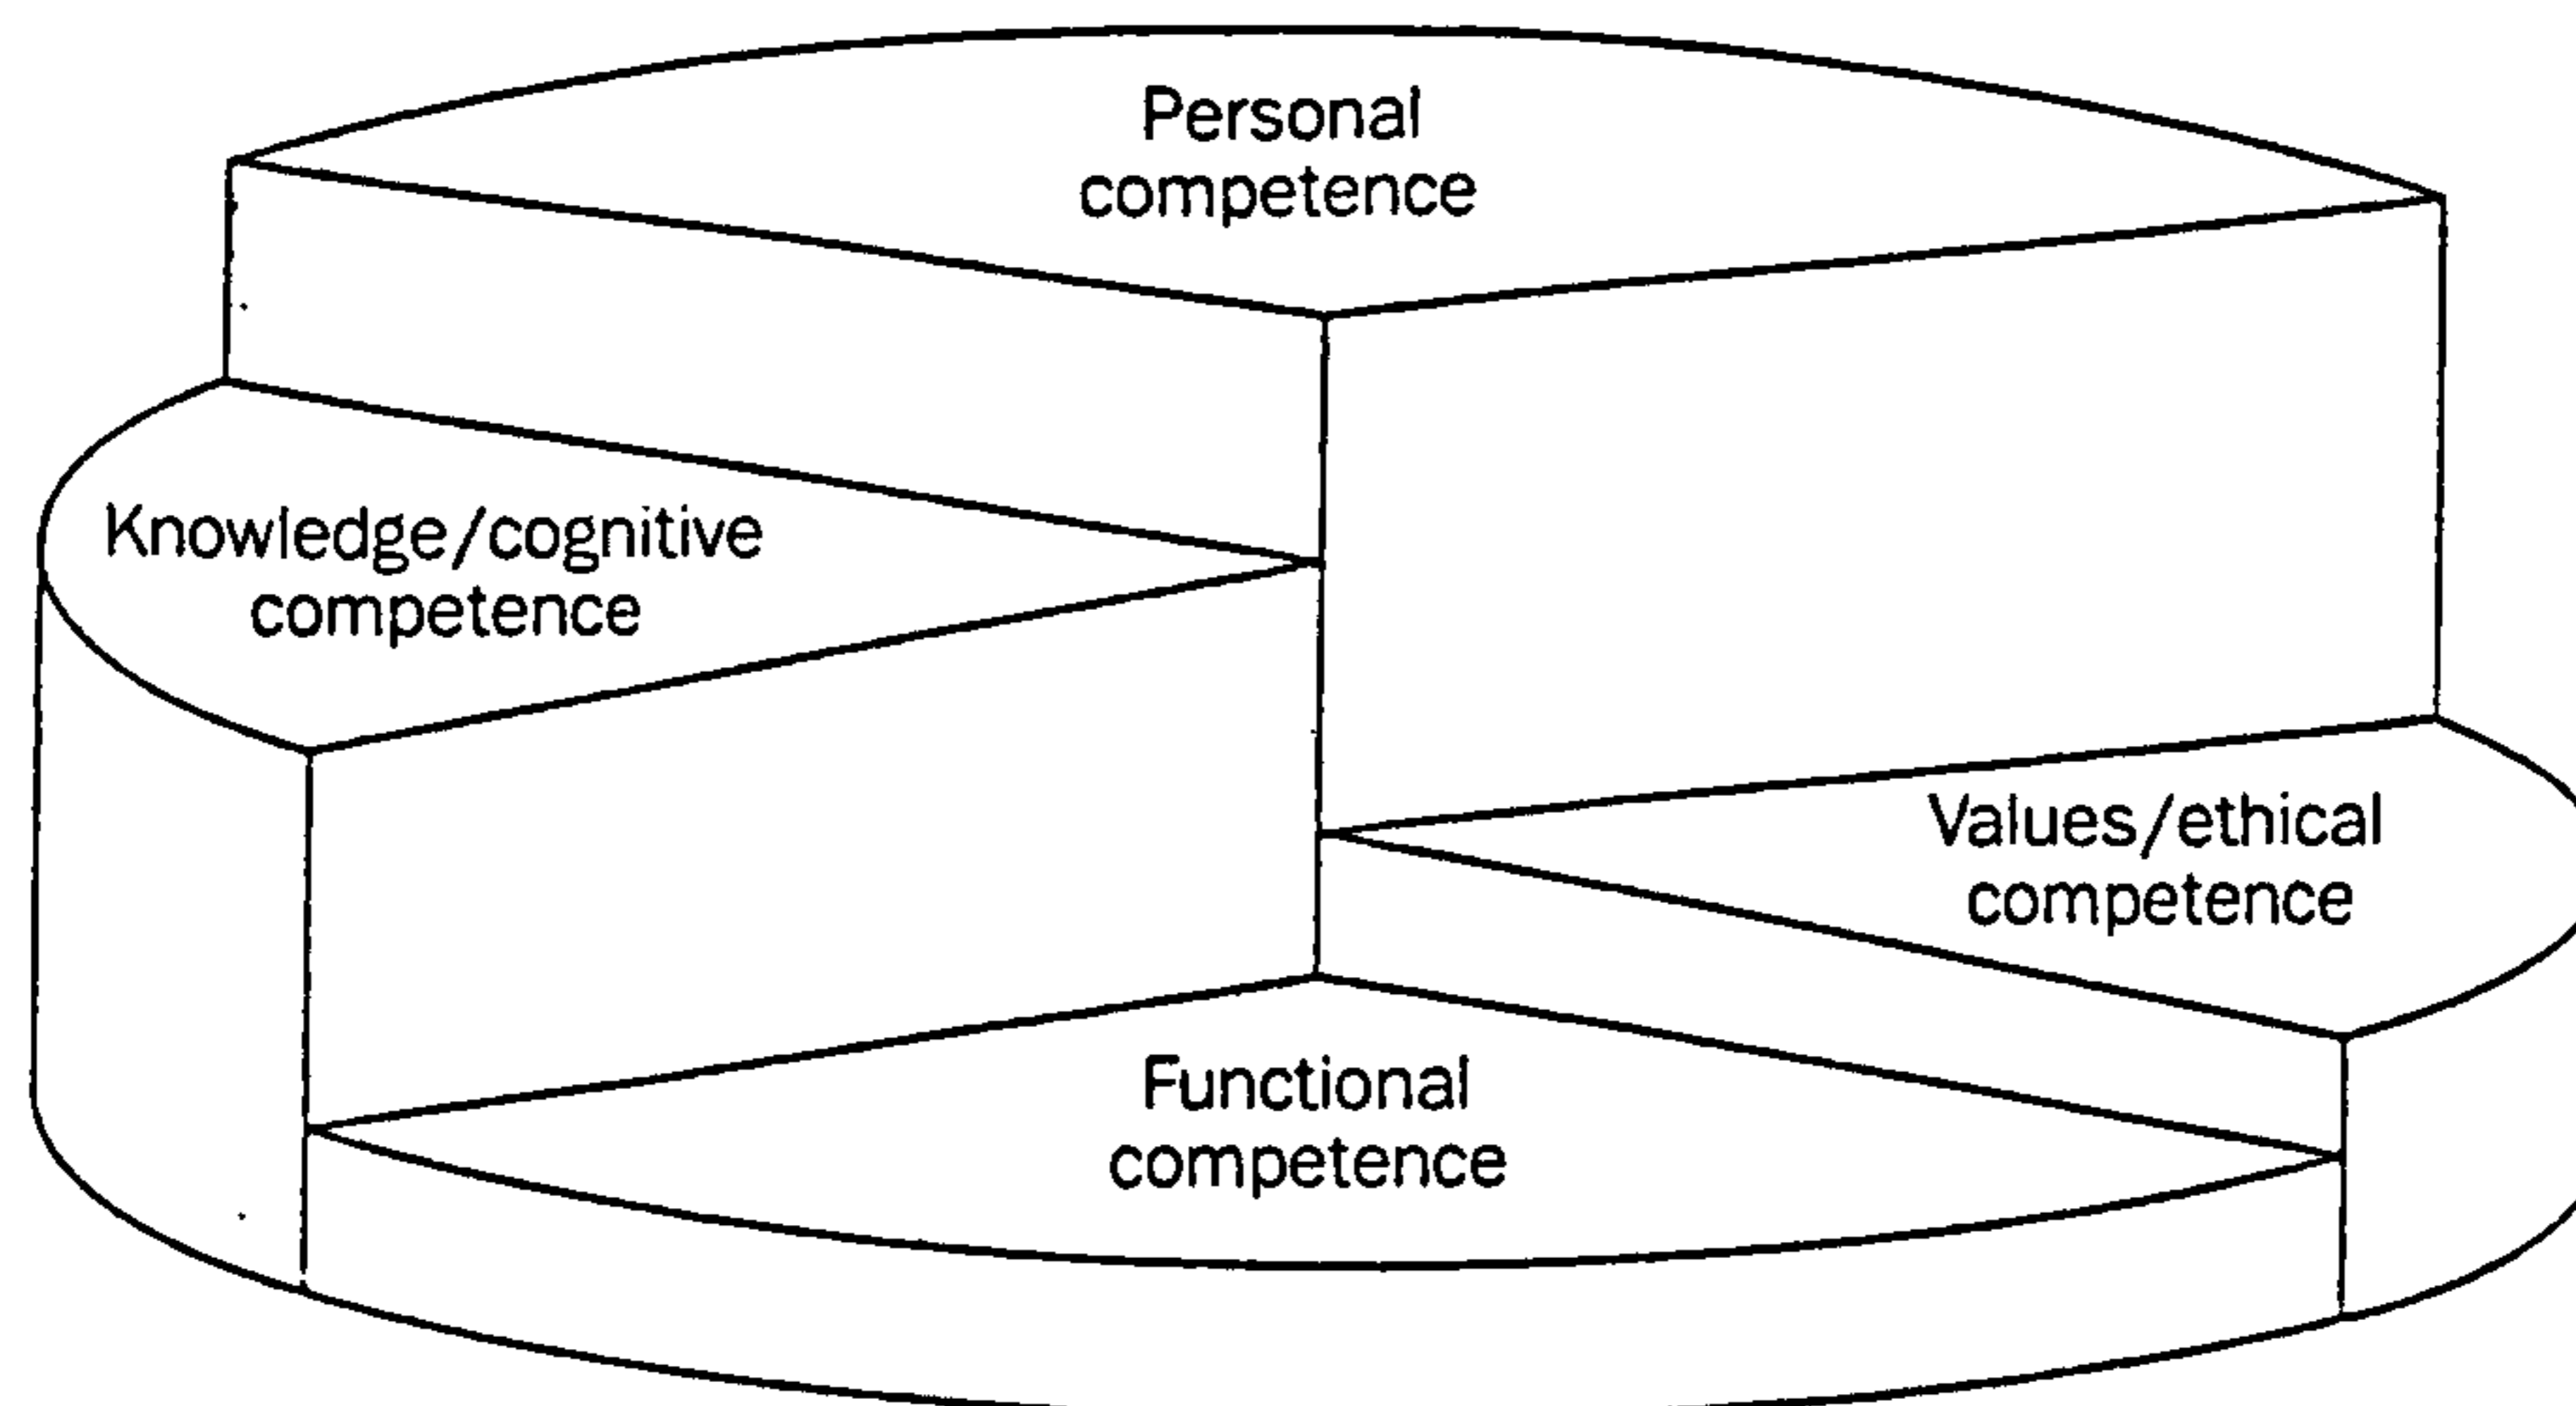 Personal
competence
Knowledge/cognitive
competence
Values/ethical
competence
Functional
competence